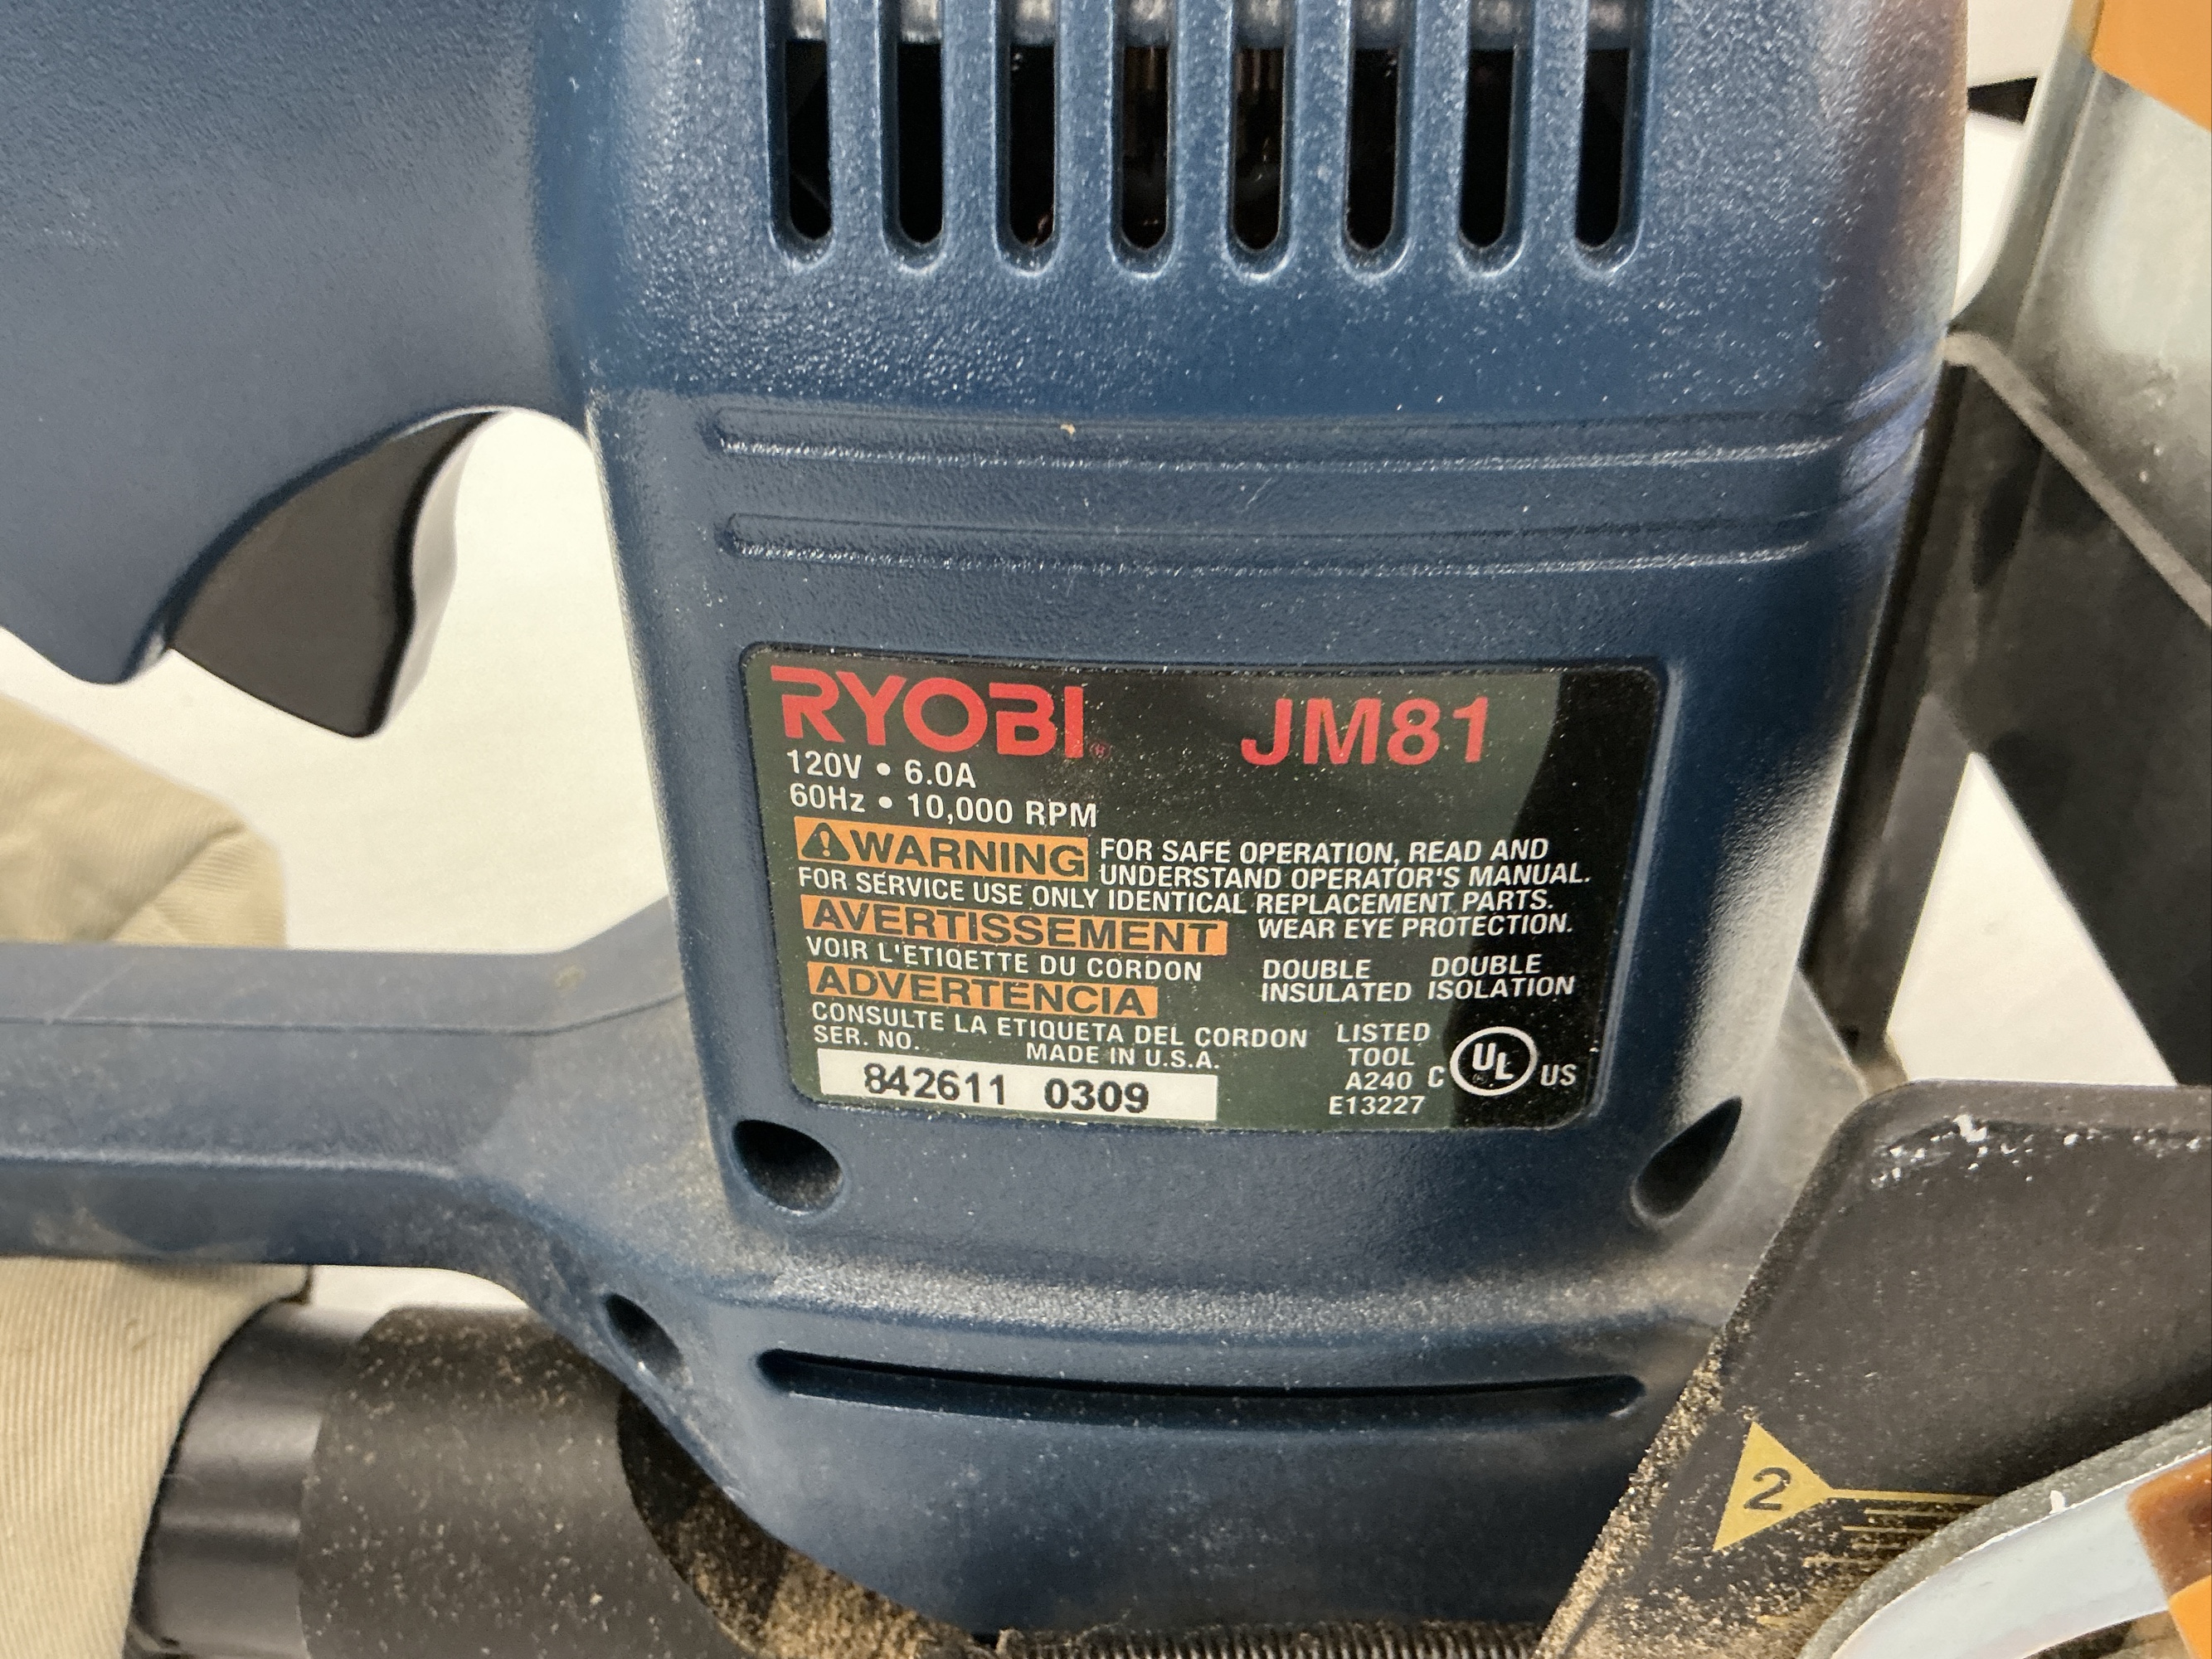 RYOBI® JM81
120V • 6.0A
60Hz • 10,000 RPM
WARNING FOR SAFE OPERATION, READ AND
UNDERSTAND OPERATOR'S MANUAL.
FOR SERVICE USE ONLY IDENTICAL REPLACEMENT PARTS.
AVERTISSEMENT WEAR EYE PROTECTION.
VOIR L'ETIQETTE DU CORDON
DOUBLE INSULATED
DOUBLE ISOLATION
ADVERTENCIA
CONSULTE LA ETIQUETA DEL CORDON
SER. NO. MADE IN U.S.A.
842611 0309
LISTED
TOOL
A240
E13227
C UL® US
2